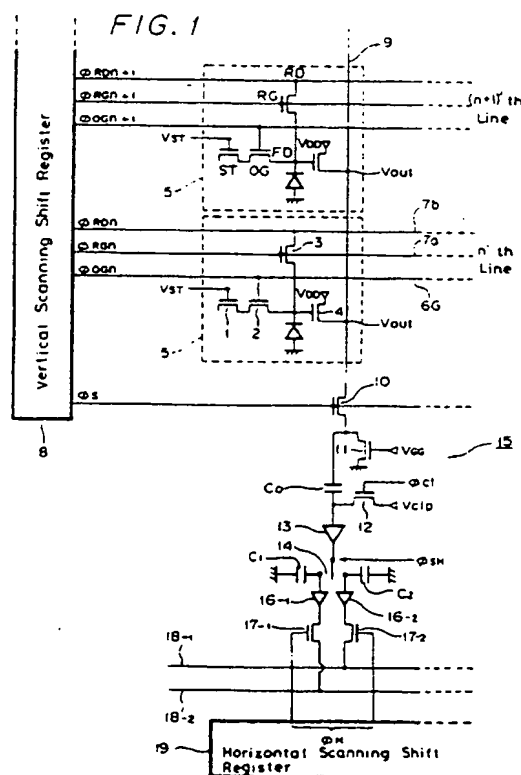 FIG. 1
9
φRDn+1
RD
φRGn+1
RG
(n+1)'th
Line
φOGn+1
VST
FD
VDD
ST
OG
Vout
5
Vertical Scanning Shift Register
φRDn
7b
φRGn
3
7a
n'th
Line
φOGn
6G
VST
VDD
4
1
2
Vout
5
φS
10
8
11
VGG
15
C0
φCl
12
Vclp
13
14
φSH
C1
C2
16-1
16-2
17-1
17-2
18-1
18-2
φH
19
Horizontal Scanning Shift
Register